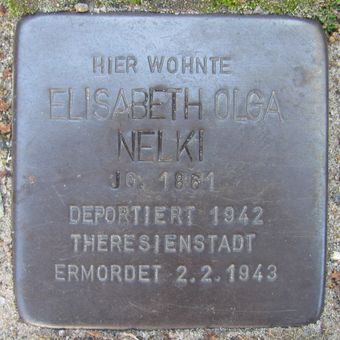 HIER WOHNTE
ELISABETH OLGA
NELKI
JG. 1861
DEPORTIERT 1942
THERESIENSTADT
ERMORDET 2.2.1943